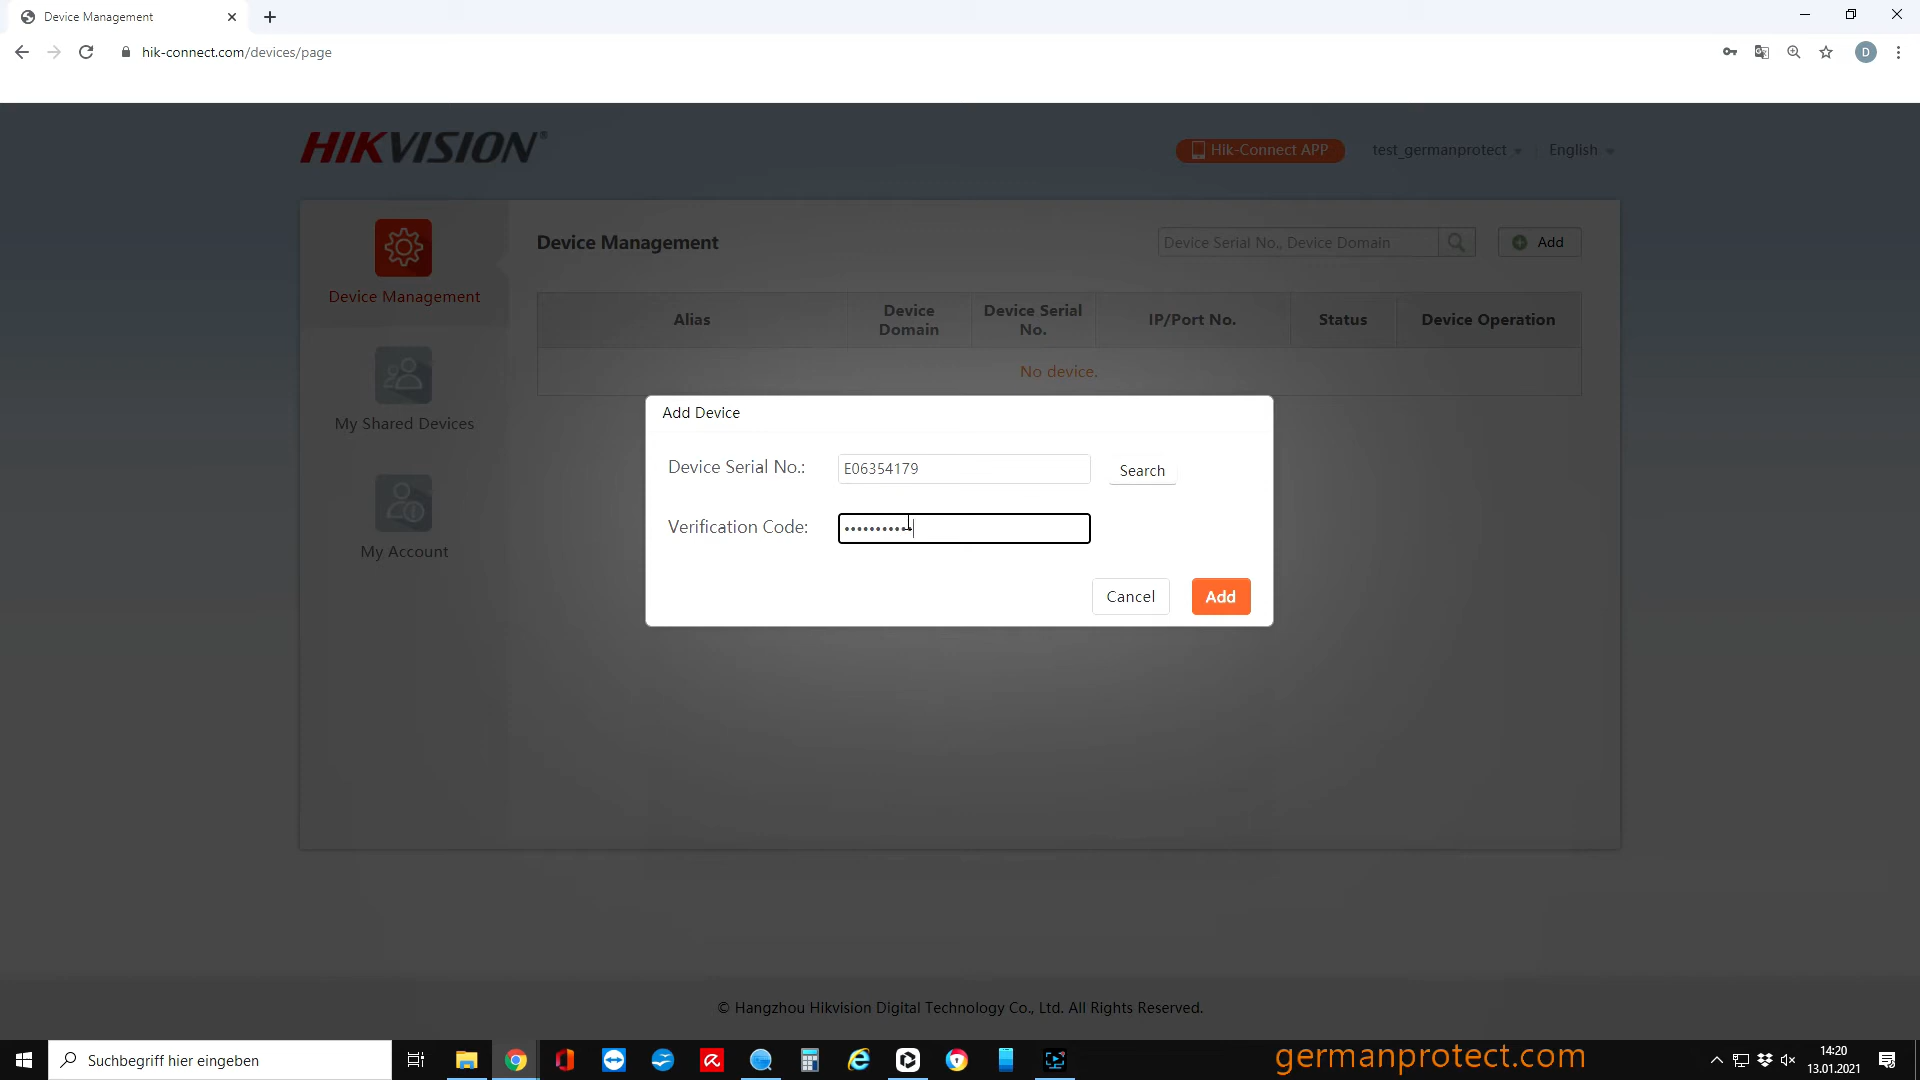 Device Management
hik-connect.com/devices/page
D
HIKVISION®
Hik-Connect APP
test_germanprotect
English
Device Management
Device Serial No., Device Domain
Add
Device Management
Alias
Device Domain
Device Serial No.
IP/Port No.
Status
Device Operation
No device.
My Shared Devices
My Account
Add Device
Device Serial No.:
E06354179
Search
Verification Code:
•••••••••••
Cancel
Add
© Hangzhou Hikvision Digital Technology Co., Ltd. All Rights Reserved.
Suchbegriff hier eingeben
germanprotect.com
14:20
13.01.2021